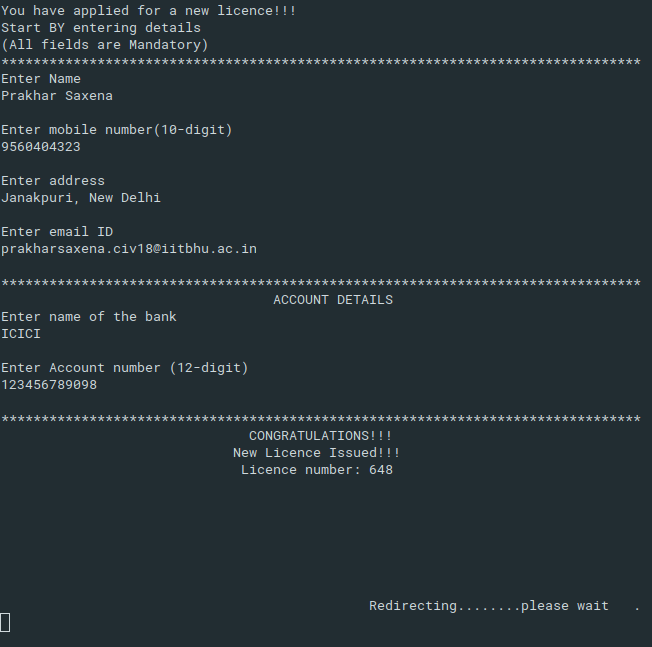 You have applied for a new licence!!!
Start BY entering details
(All fields are Mandatory)
********************************************************************************
Enter Name
Prakhar Saxena
Enter mobile number(10-digit)
9560404323
Enter address
Janakpuri, New Delhi
Enter email ID
prakharsaxena.civ18@iitbhu.ac.in
********************************************************************************
ACCOUNT DETAILS
Enter name of the bank
ICICI
Enter Account number (12-digit)
123456789098
********************************************************************************
CONGRATULATIONS!!!
New Licence Issued!!!
Licence number: 648
Redirecting........please wait   .